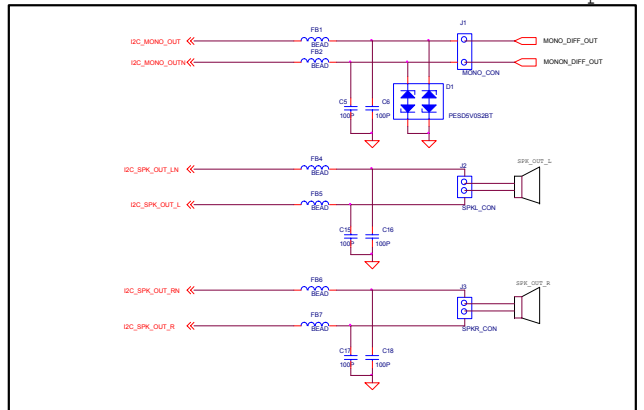 1
FB1
J1
I2C_MONO_OUT
BEAD
MONO_DIFF_OUT
FB2
I2C_MONO_OUTN
BEAD
MONON_DIFF_OUT
MONO_CON
D1
C5
C6
100P
100P
PESD5V0S2BT
FB4
SPK_OUT_L
I2C_SPK_OUT_LN
BEAD
J2
FB5
I2C_SPK_OUT_L
BEAD
SPKL_CON
C15
C16
100P
100P
FB6
SPK_OUT_R
I2C_SPK_OUT_RN
BEAD
J3
FB7
I2C_SPK_OUT_R
BEAD
SPKR_CON
C17
C18
100P
100P